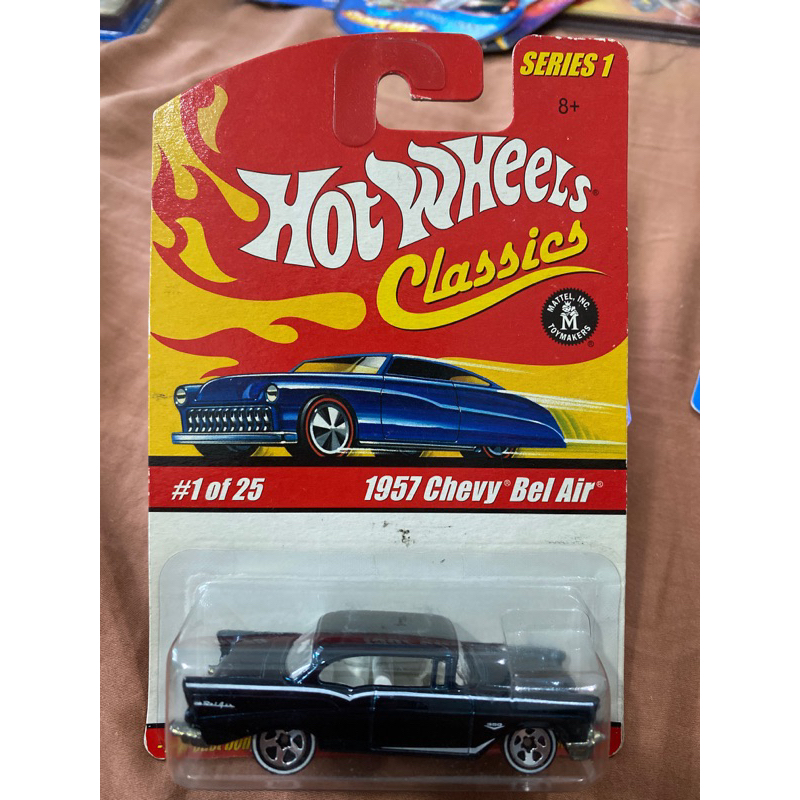 SERIES 1
8+
HOT WHEELS®
Classics
MATTEL, INC.
M
TOYMAKERS
®
#1 of 25
1957 Chevy® Bel Air®
Bel Air